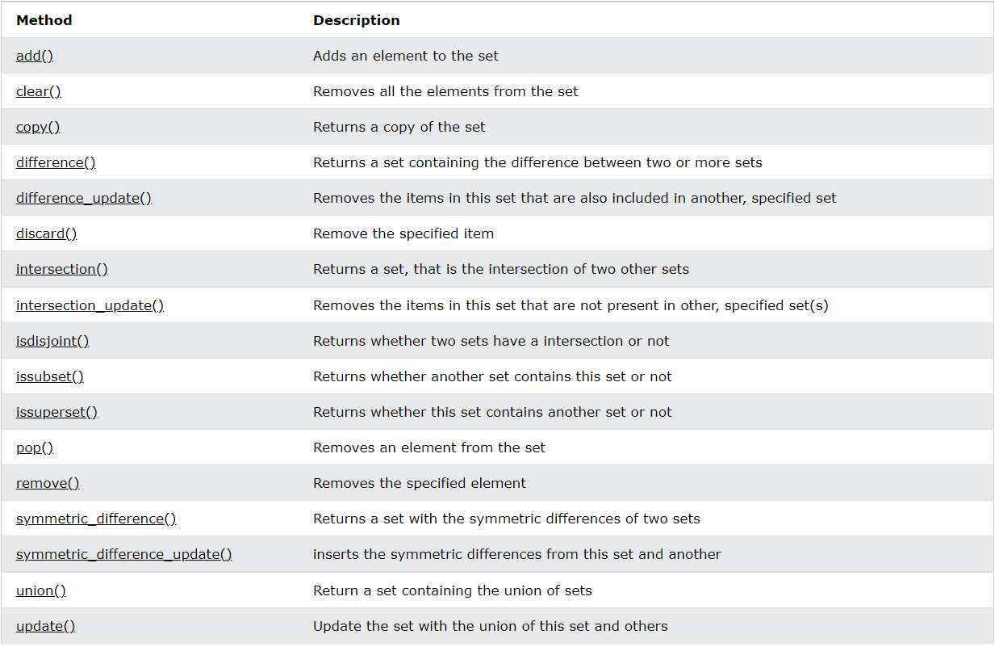 Method Description
add() Adds an element to the set
clear() Removes all the elements from the set
copy() Returns a copy of the set
difference() Returns a set containing the difference between two or more sets
difference_update() Removes the items in this set that are also included in another, specified set
discard() Remove the specified item
intersection() Returns a set, that is the intersection of two other sets
intersection_update() Removes the items in this set that are not present in other, specified set(s)
isdisjoint() Returns whether two sets have a intersection or not
issubset() Returns whether another set contains this set or not
issuperset() Returns whether this set contains another set or not
pop() Removes an element from the set
remove() Removes the specified element
symmetric_difference() Returns a set with the symmetric differences of two sets
symmetric_difference_update() inserts the symmetric differences from this set and another
union() Return a set containing the union of sets
update() Update the set with the union of this set and others